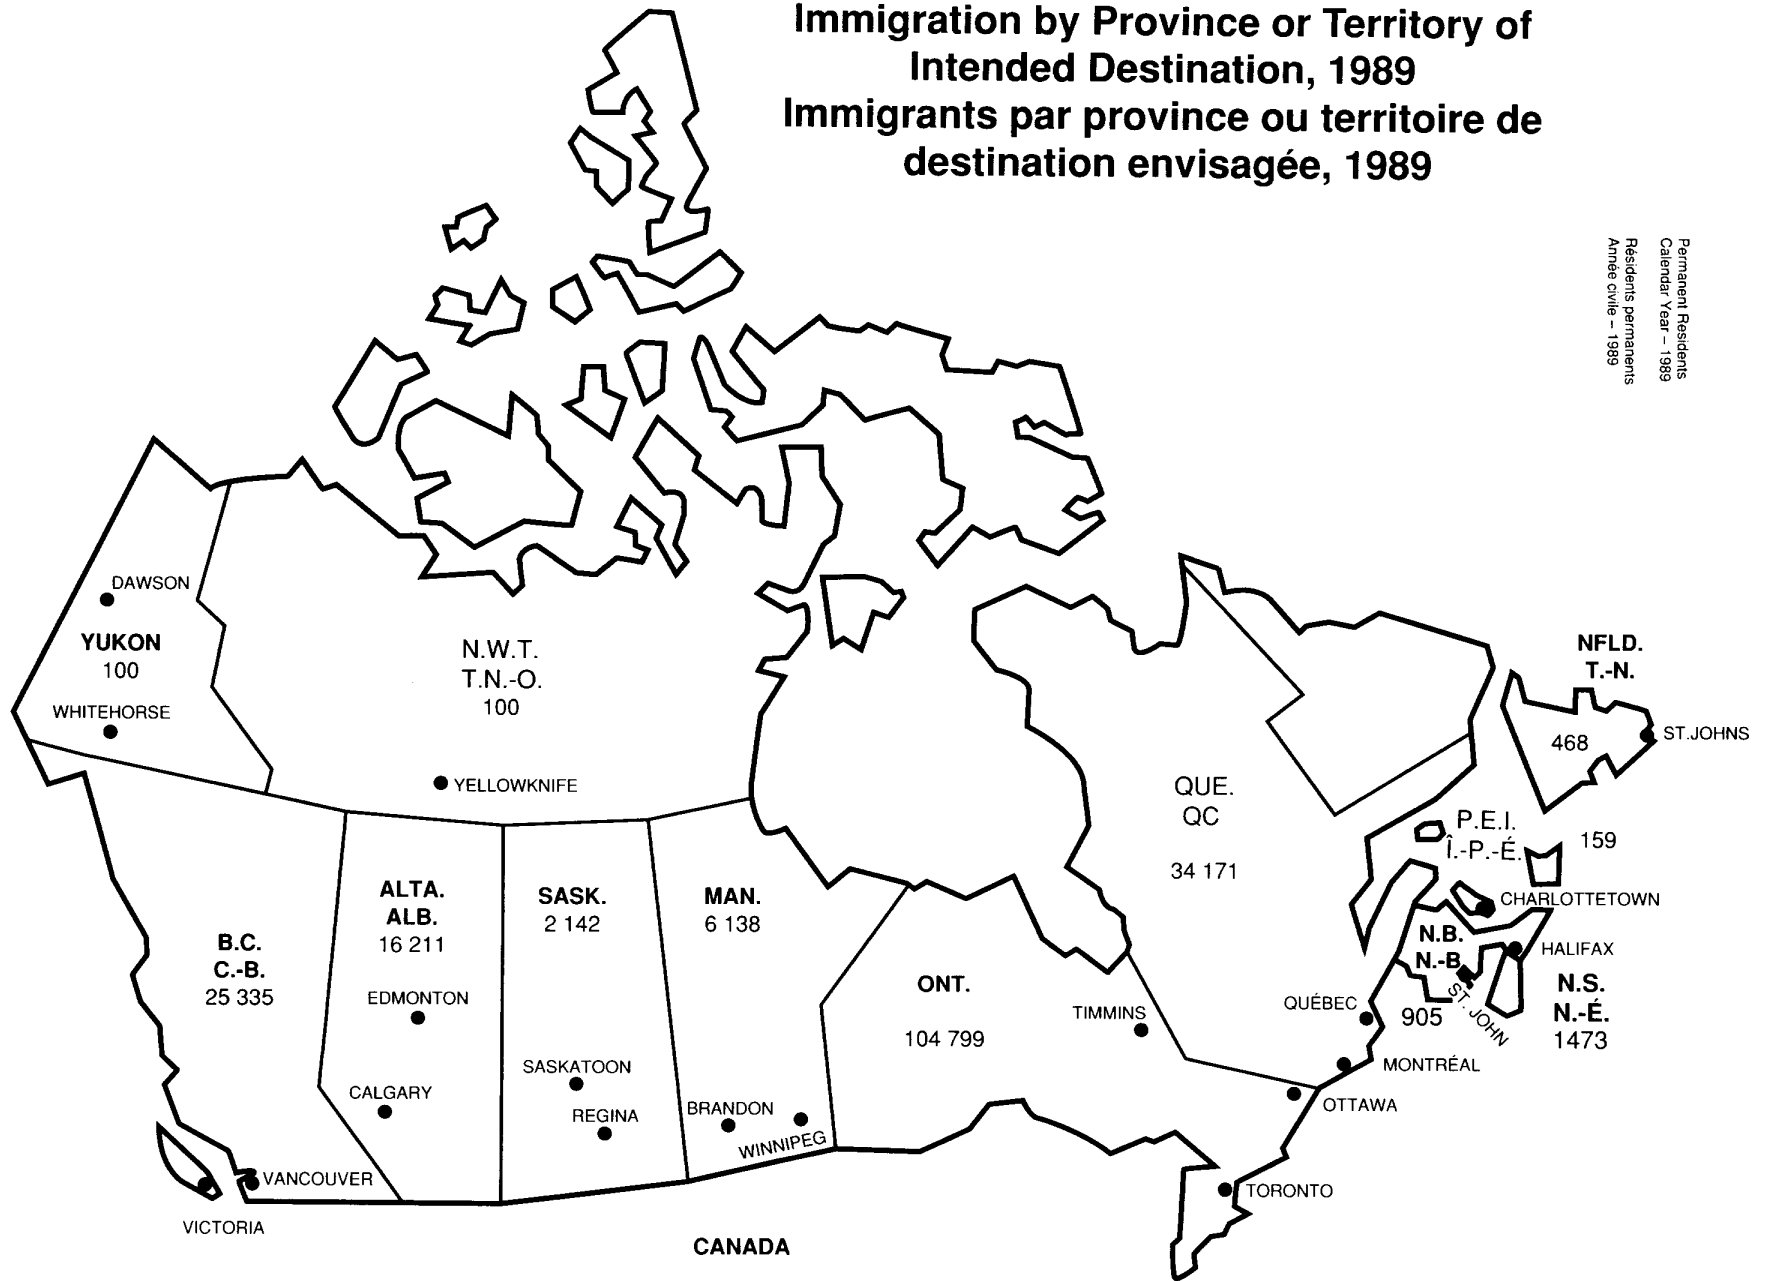 Immigration by Province or Territory of
Intended Destination, 1989
Immigrants par province ou territoire de
destination envisagée, 1989
Permanent Residents
Calendar Year – 1989
Résidents permanents
Année civile – 1989
DAWSON
YUKON
100
WHITEHORSE
N.W.T.
T.N.-O.
100
YELLOWKNIFE
NFLD.
T.-N.
468
ST.JOHNS
QUE.
QC
34 171
P.E.I.
Î.-P.-É.
159
CHARLOTTETOWN
B.C.
C.-B.
25 335
ALTA.
ALB.
16 211
EDMONTON
CALGARY
SASK.
2 142
SASKATOON
REGINA
MAN.
6 138
BRANDON
WINNIPEG
ONT.
104 799
TIMMINS
N.B.
N.-B.
905
ST. JOHN
HALIFAX
N.S.
N.-É.
1473
QUÉBEC
MONTRÉAL
OTTAWA
TORONTO
VANCOUVER
VICTORIA
CANADA